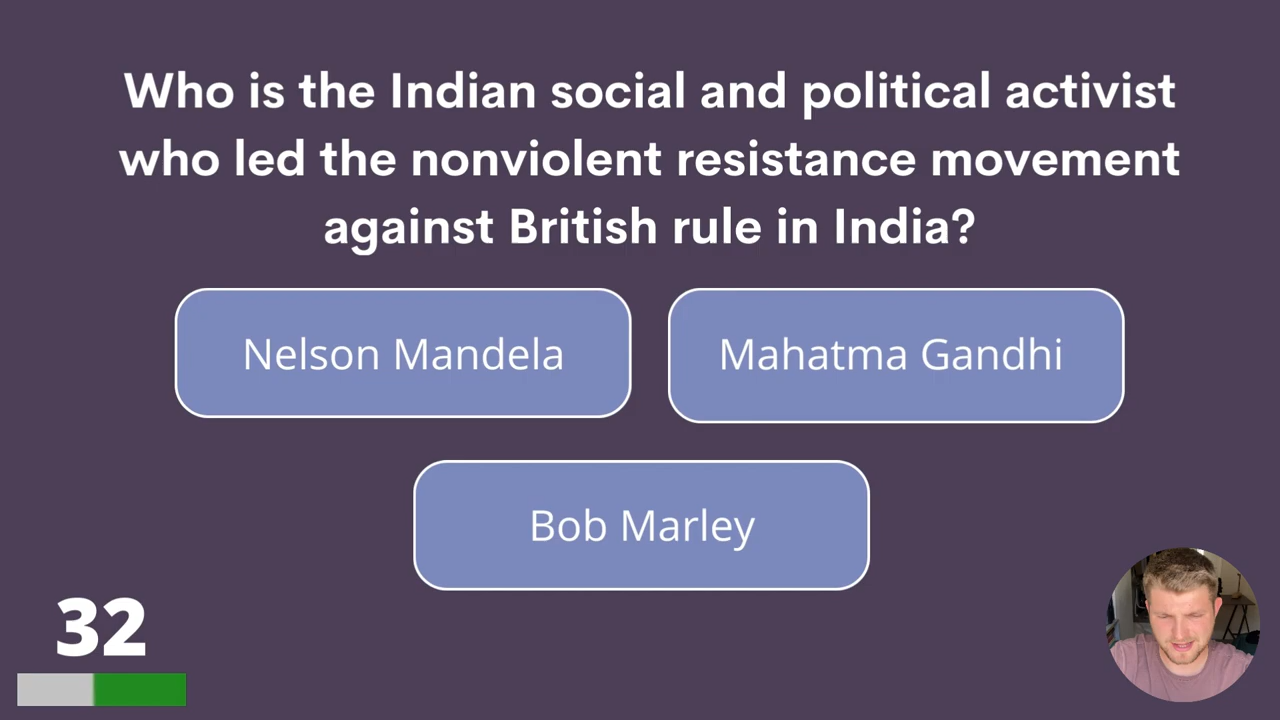 Who is the Indian social and political activist
who led the nonviolent resistance movement
against British rule in India?
Nelson Mandela
Mahatma Gandhi
Bob Marley
32